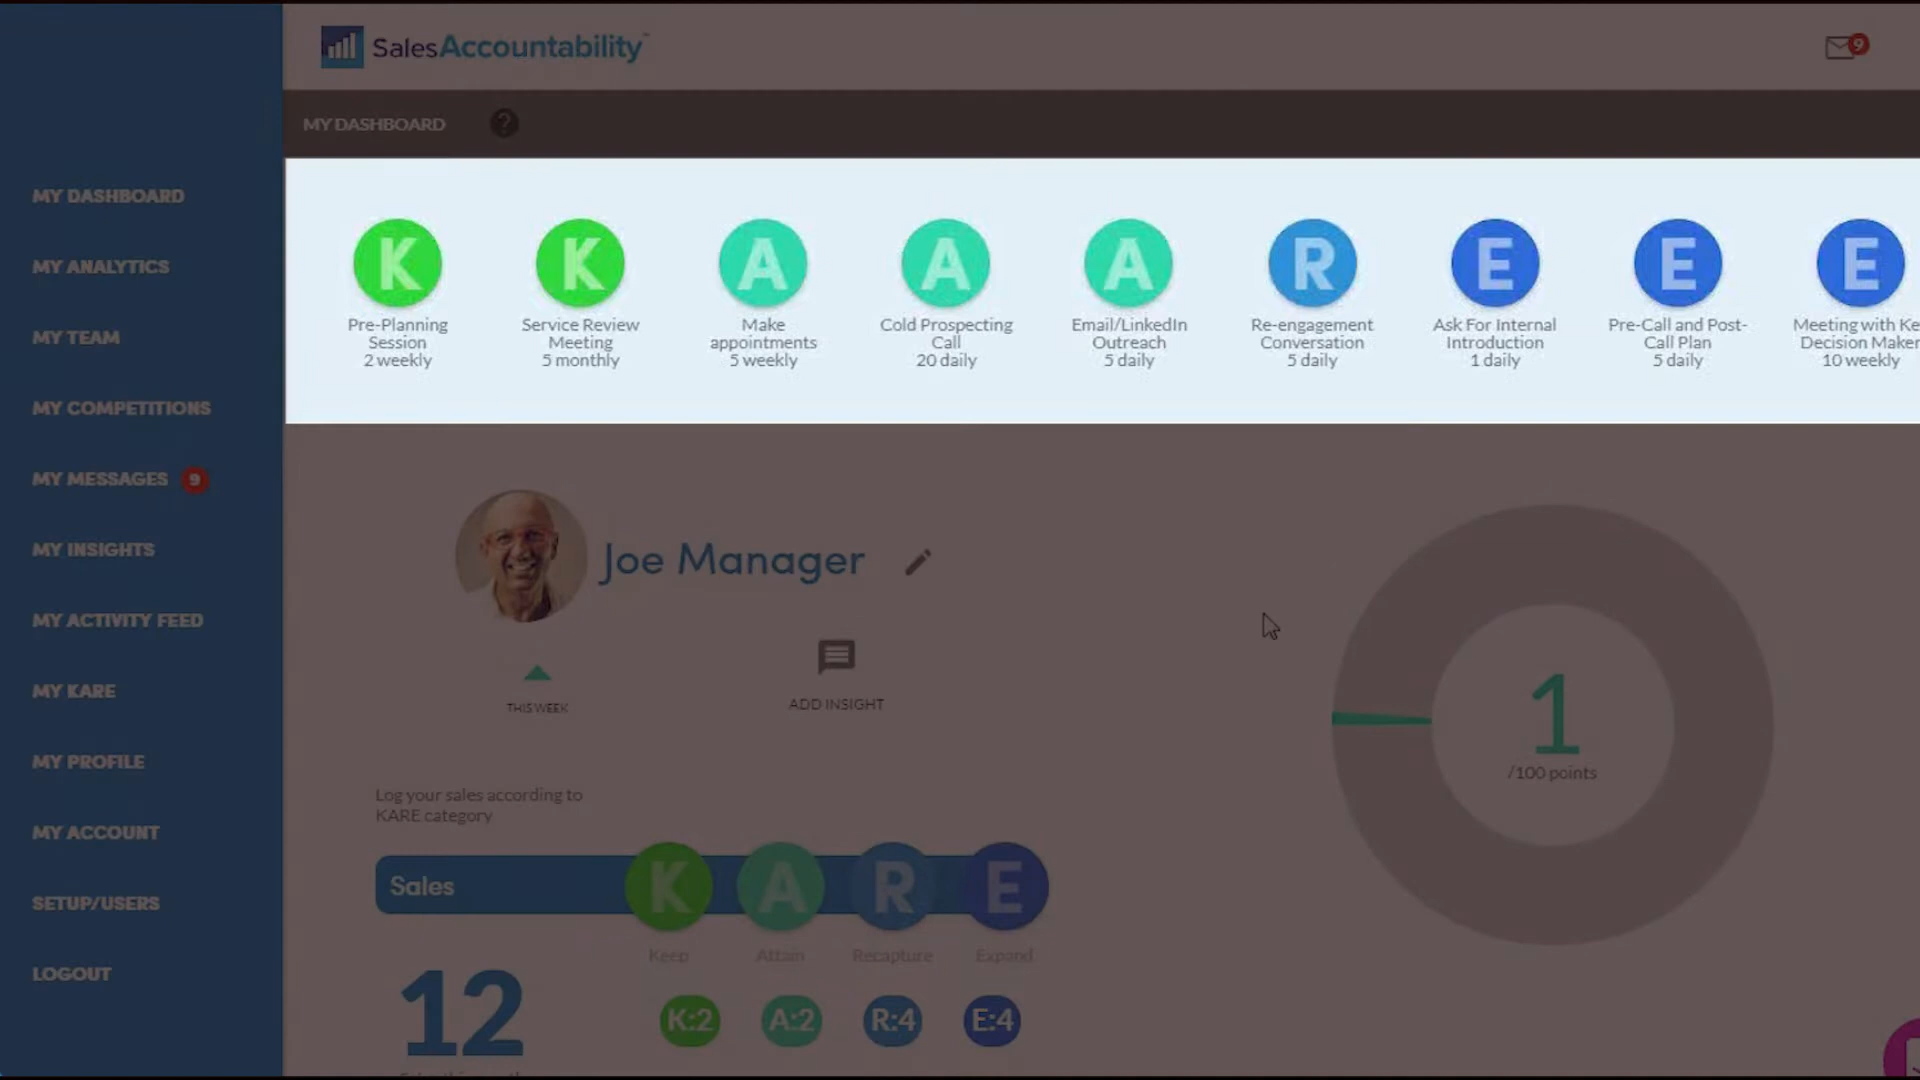 SalesAccountability
9
MY DASHBOARD
?
MY DASHBOARD
MY ANALYTICS
MY TEAM
MY COMPETITIONS
MY MESSAGES 9
MY INSIGHTS
MY ACTIVITY FEED
MY KARE
MY PROFILE
MY ACCOUNT
SETUP/USERS
LOGOUT
K
Pre-Planning
Session
2 weekly
K
Service Review
Meeting
5 monthly
A
Make
appointments
5 weekly
A
Cold Prospecting
Call
20 daily
A
Email/LinkedIn
Outreach
5 daily
R
Re-engagement
Conversation
5 daily
E
Ask For Internal
Introduction
1 daily
E
Pre-Call and Post-
Call Plan
5 daily
E
Meeting with Ke
Decision Maker
10 weekly
Joe Manager
THIS WEEK
ADD INSIGHT
1
/100 points
Log your sales according to
KARE category
Sales K A R E
Keep Attain Recapture Expand
12
K:2 A:2 R:4 E:4